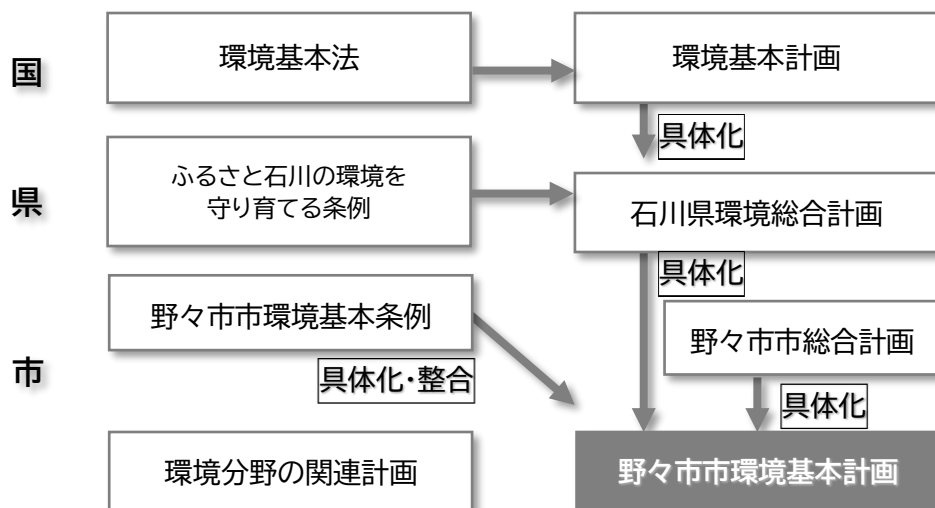 国
環境基本法
環境基本計画
具体化
県
ふるさと石川の環境を
守り育てる条例
石川県環境総合計画
具体化
市
野々市市環境基本条例
野々市市総合計画
具体化・整合
具体化
環境分野の関連計画
野々市市環境基本計画